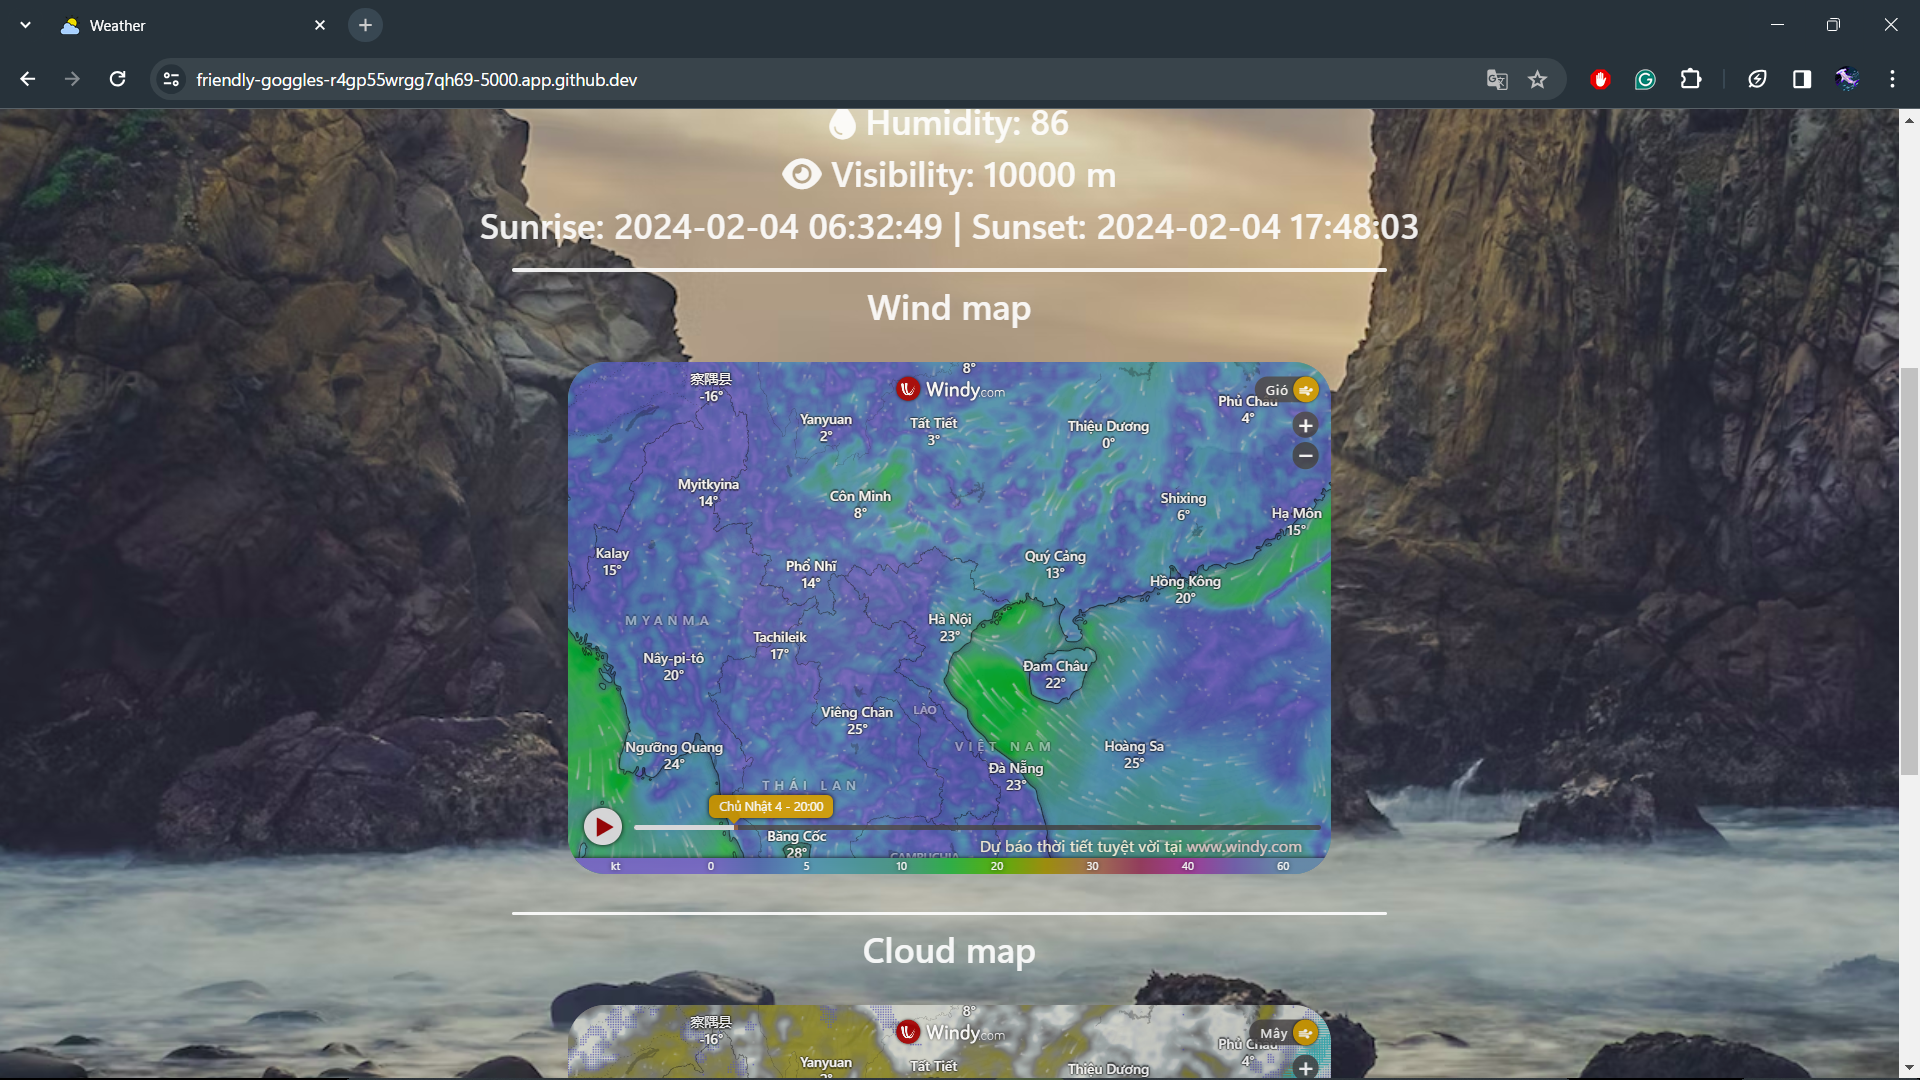 Weather
friendly-goggles-r4gp55wrgg7qh69-5000.app.github.dev
Humidity: 86
Visibility: 10000 m
Sunrise: 2024-02-04 06:32:49 | Sunset: 2024-02-04 17:48:03
Wind map
8°
察隅县
-16°
Windy.com
Gió
Phủ Châu
4°
Yanyuan
2°
Tất Tiết
3°
Thiệu Dương
0°
Myitkyina
14°
Côn Minh
8°
Shixing
6°
Hạ Môn
15°
Kalay
15°
Phổ Nhĩ
14°
Quý Cảng
13°
Hồng Kông
20°
MYANMA
Hà Nội
23°
Tachileik
17°
Nây-pi-tô
20°
Đam Châu
22°
Viêng Chăn
25°
LÀO
Ngưỡng Quang
24°
VIỆT NAM
Hoàng Sa
25°
Đà Nẵng
23°
THÁI LAN
Chủ Nhật 4 - 20:00
Băng Cốc
28°
CAMPUCHIA
Dự báo thời tiết tuyệt vời tại www.windy.com
kt 0 5 10 20 30 40 60
Cloud map
8°
察隅县
-16°
Windy.com
Mây
Phủ Châu
4°
Yanyuan
2°
Tất Tiết
Thiệu Dương